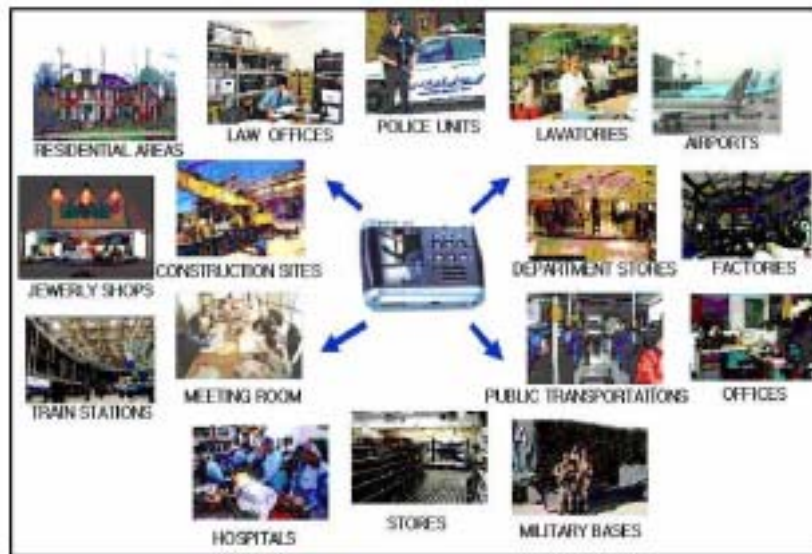 RESIDENTIAL AREAS
LAW OFFICES
POLICE UNITS
LAVATORIES
AIRPORTS
JEWERLY SHOPS
CONSTRUCTION SITES
DEPARTMENT STORES
FACTORIES
TRAIN STATIONS
MEETING ROOM
PUBLIC TRANSPORTATIONS
OFFICES
HOSPITALS
STORES
MILITARY BASES